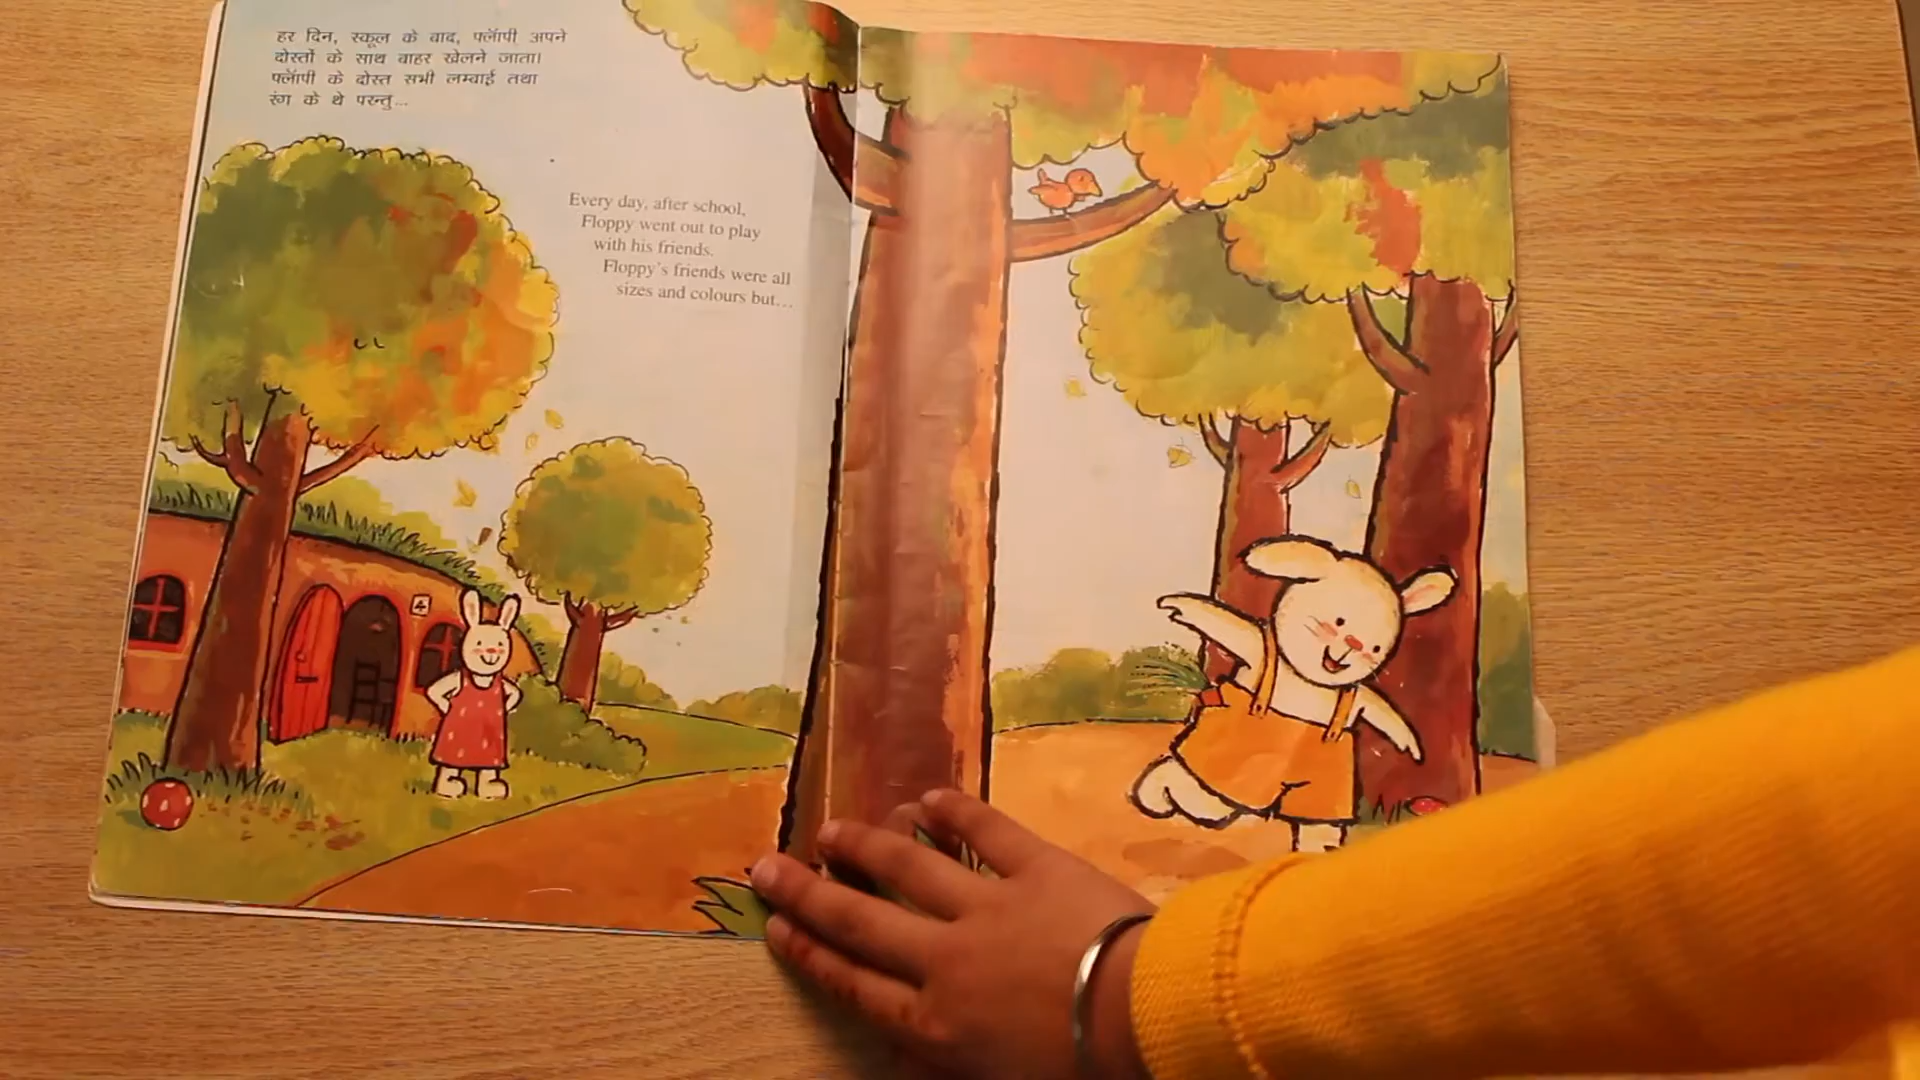 हर दिन, स्कूल के बाद, फ्लॅापी अपने
दोस्तों के साथ बाहर खेलने जाता।
फ्लॅापी के दोस्त सभी लम्बाई तथा
रंग के थे परन्तु...
Every day, after school,
Floppy went out to play
with his friends.
Floppy's friends were all
sizes and colours but...
4